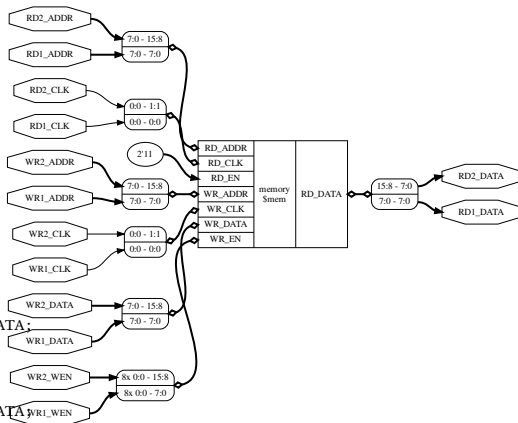 RD2_ADDR
7:0 - 15:8
RD1_ADDR
7:0 - 7:0
RD2_CLK
0:0 - 1:1
RD1_CLK
0:0 - 0:0
RD_ADDR
WR2_ADDR
2'11
RD_CLK
RD_EN
7:0 - 15:8
WR1_ADDR
7:0 - 7:0
WR_ADDR
memory
$mem
RD_DATA
15:8 - 7:0
RD2_DATA
7:0 - 7:0
RD1_DATA
WR_CLK
WR2_CLK
0:0 - 1:1
WR_DATA
WR_EN
0:0 - 0:0
WR1_CLK
WR2_DATA
7:0 - 15:8
ATA;
7:0 - 7:0
WR1_DATA
WR2_WEN
8x 0:0 - 15:8
8x 0:0 - 7:0
ATA;
WR1_WEN